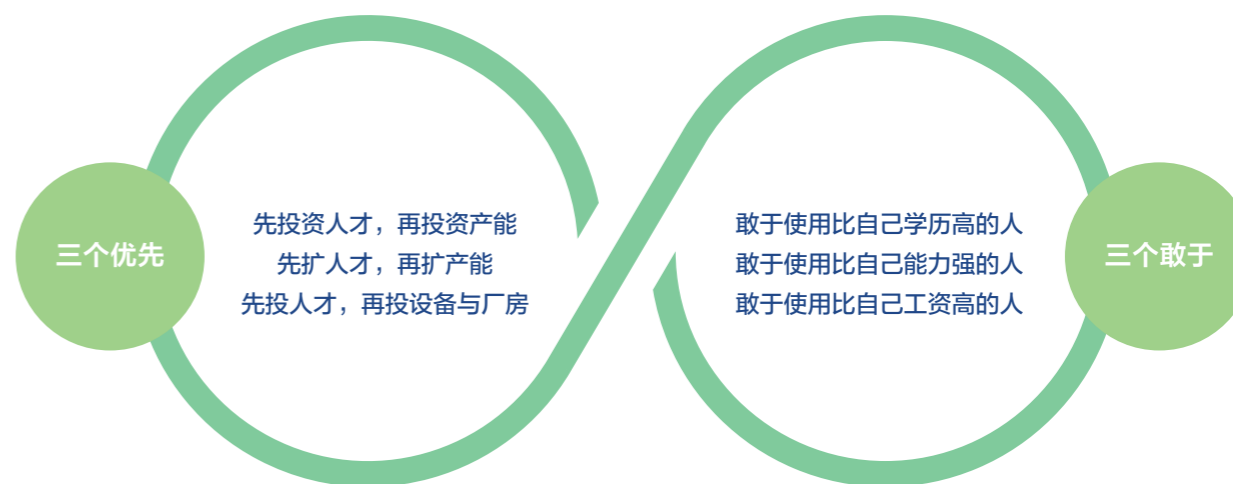 三个优先
先投资人才，再投资产能
先扩人才，再扩产能
先投人才，再投设备与厂房
敢于使用比自己学历高的人
敢于使用比自己能力强的人
敢于使用比自己工资高的人
三个敢于